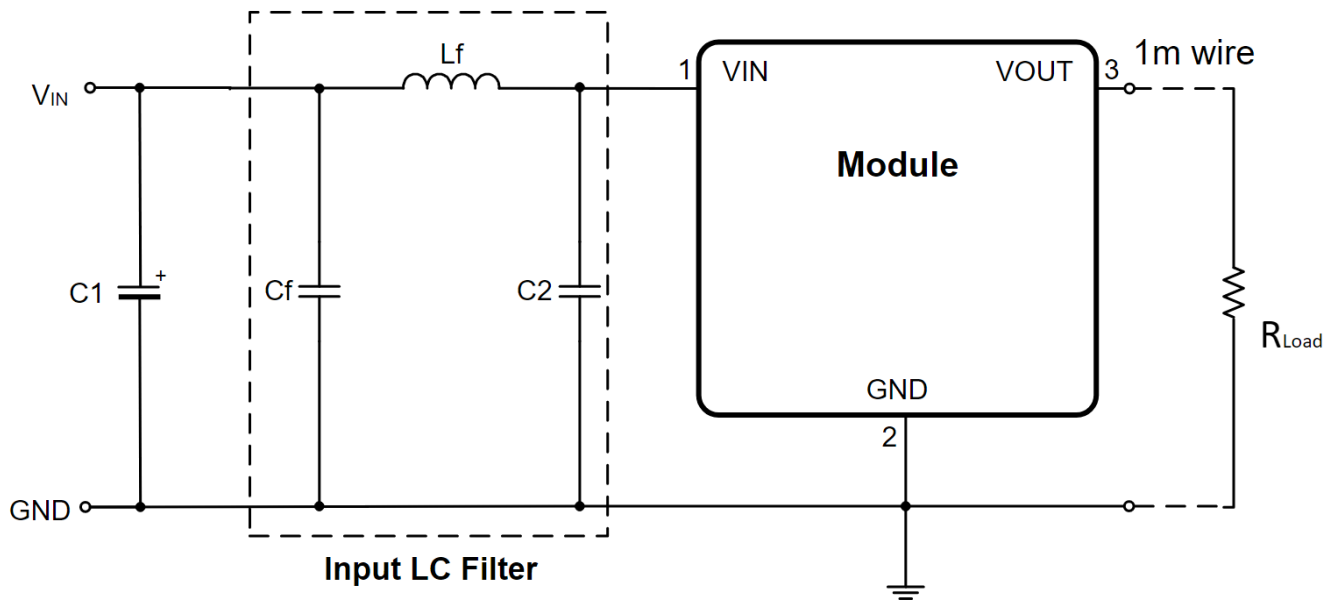 Lf
1
VIN
VOUT
3
1m wire
VIN
Module
C1
+
Cf
C2
RLoad
GND
2
GND
Input LC Filter